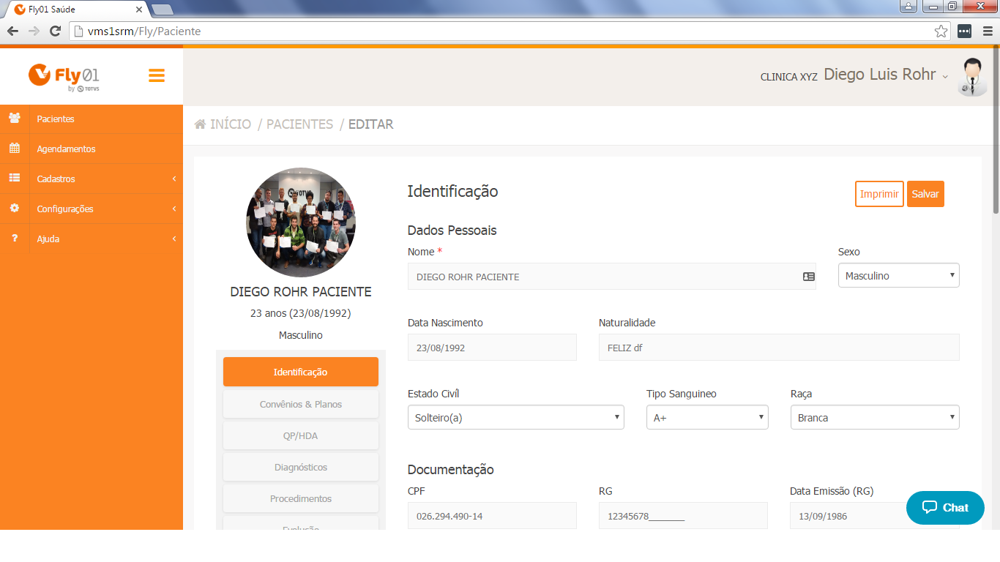 Fly01 Saúde
vms1srm/Fly/Paciente
Fly01
by TOTVS
CLINICA XYZ Diego Luis Rohr
Pacientes
Agendamentos
Cadastros
Configurações
Ajuda
INÍCIO / PACIENTES / EDITAR
TOTVS
DIEGO ROHR PACIENTE
23 anos (23/08/1992)
Masculino
Identificação
Convênios & Planos
QP/HDA
Diagnósticos
Procedimentos
Evolução
Identificação
Imprimir Salvar
Dados Pessoais
Nome * Sexo
DIEGO ROHR PACIENTE Masculino
Data Nascimento Naturalidade
23/08/1992 FELIZ df
Estado Civíl Tipo Sanguineo Raça
Solteiro(a) A+ Branca
Documentação
CPF RG Data Emissão (RG)
026.294.490-14 12345678_______ 13/09/1986
Chat